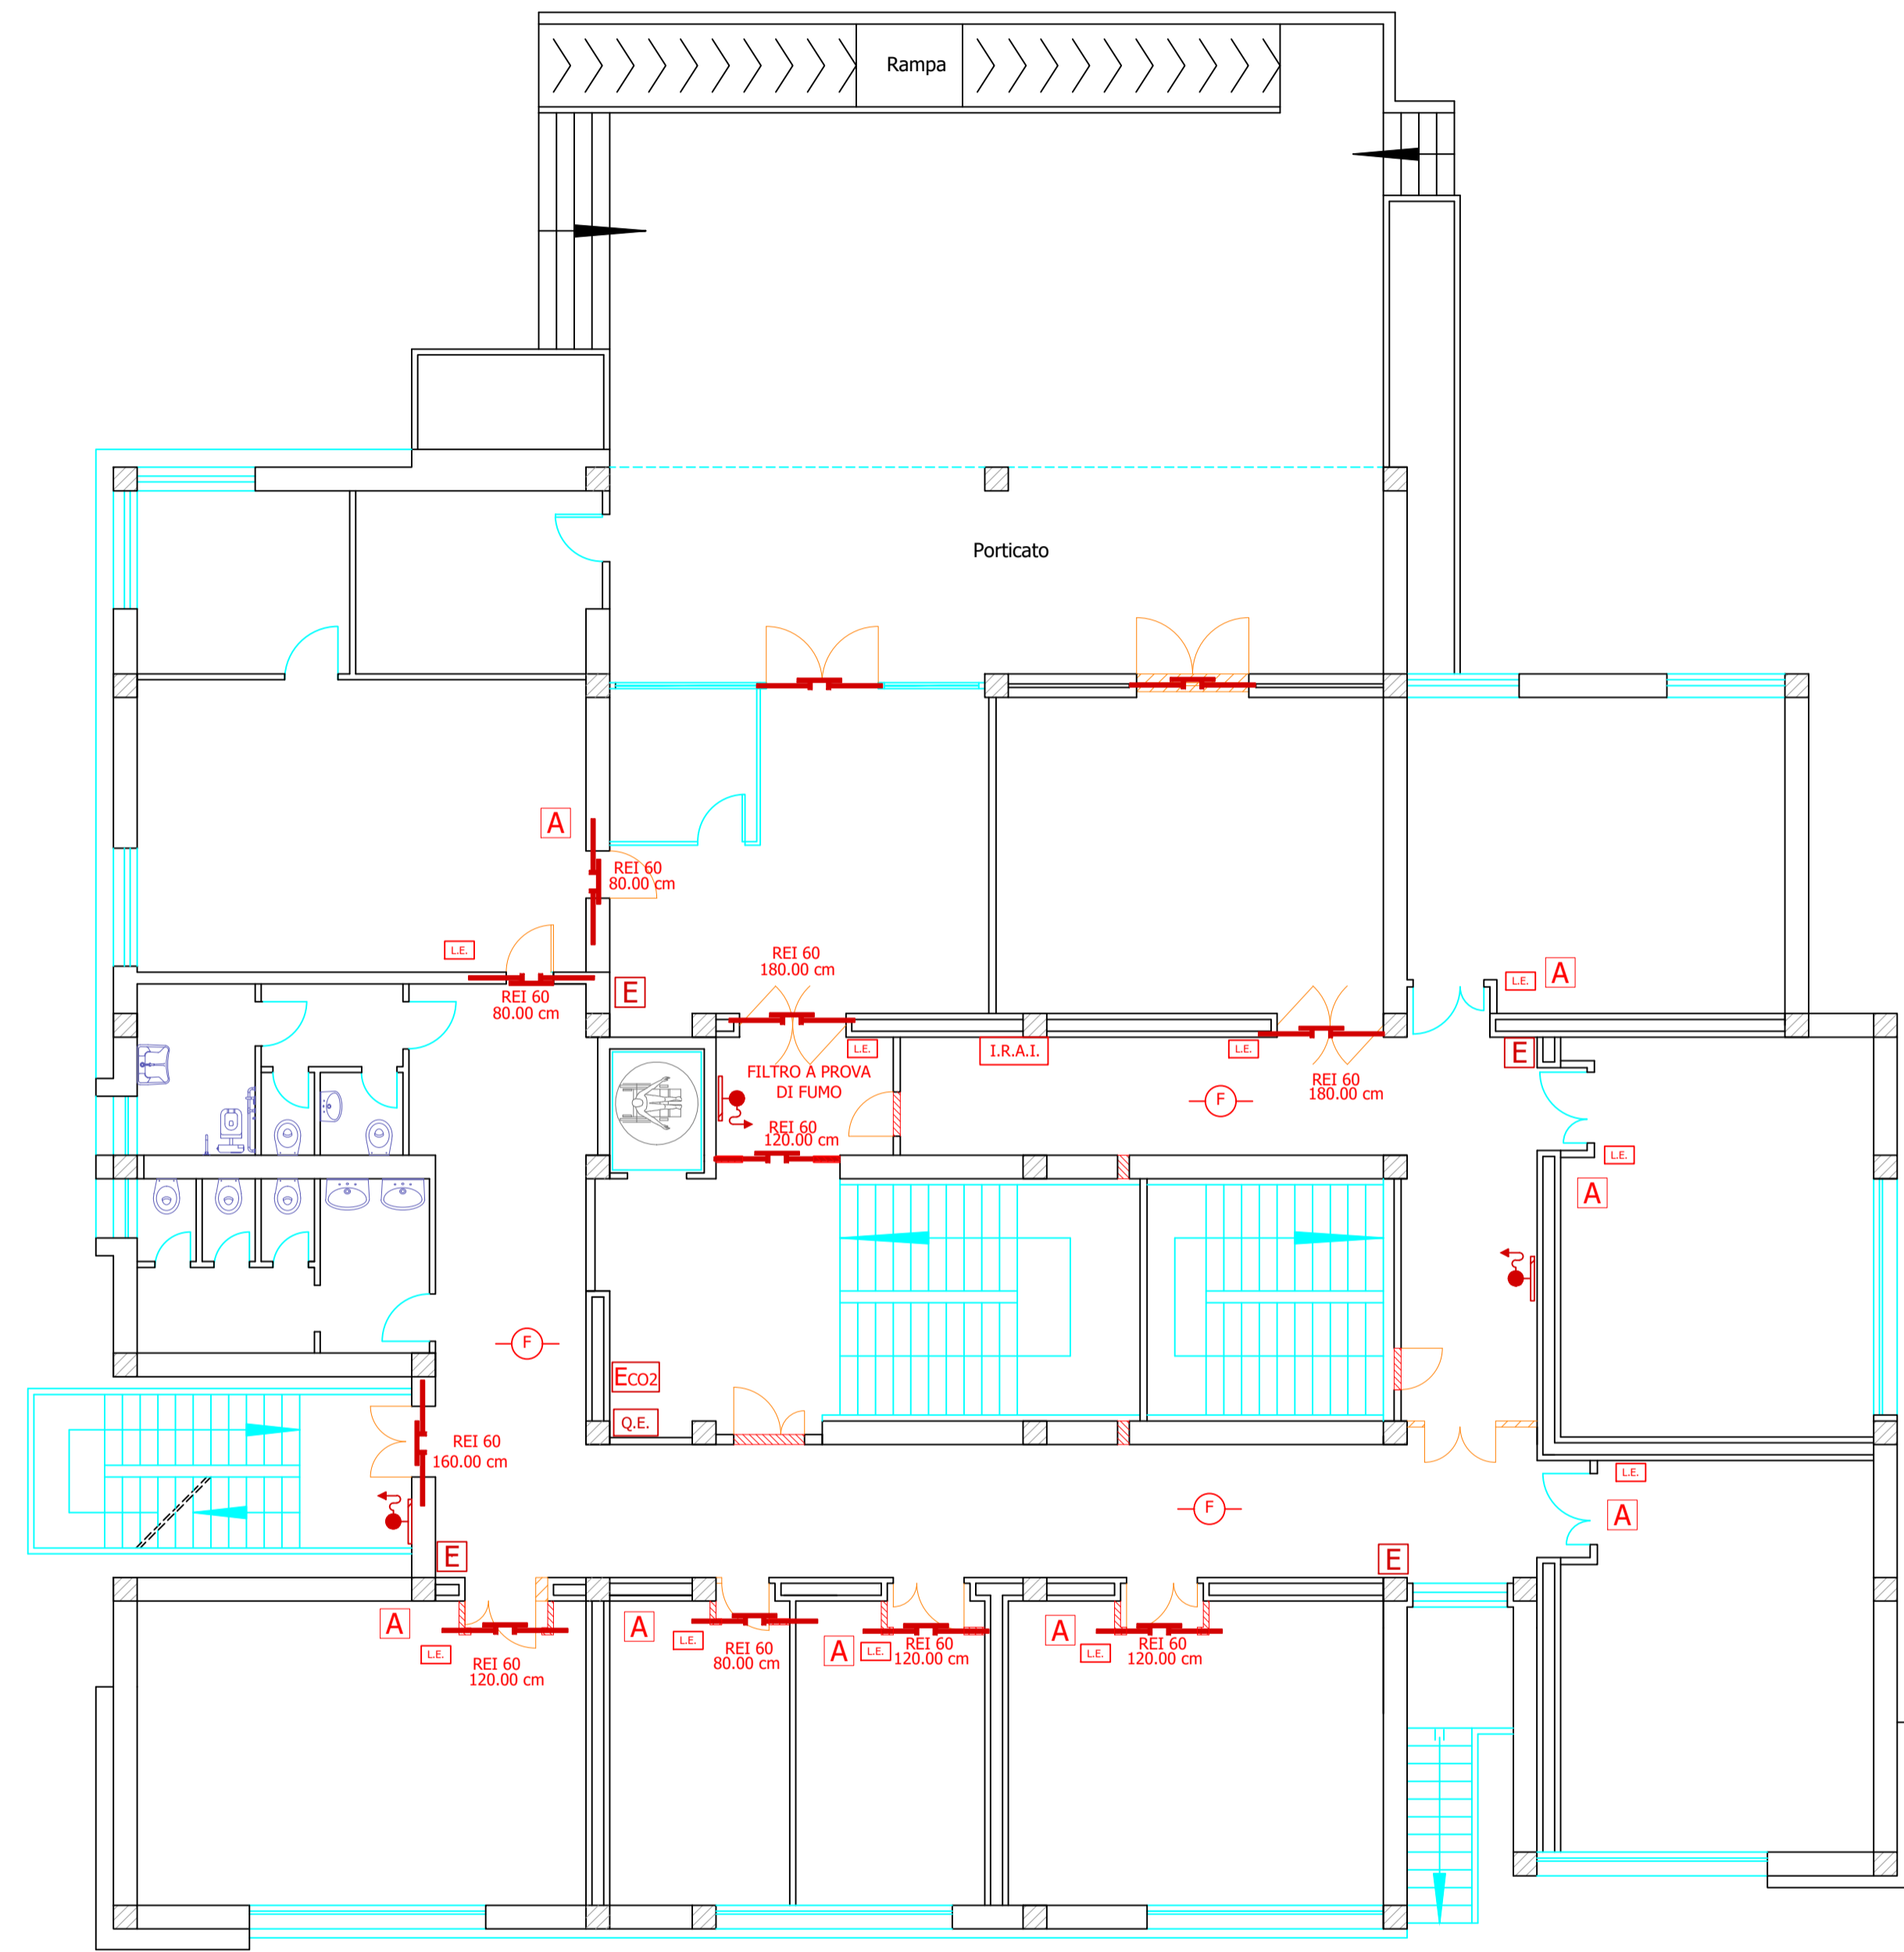 Rampa
Porticato
A
REI 60
80.00 cm
L.E.
REI 60
180.00 cm
REI 60
80.00 cm
E
L.E.
A
L.E.
I.R.A.I.
L.E.
E
FILTRO A PROVA
DI FUMO
REI 60
180.00 cm
F
REI 60
120.00 cm
L.E.
A
F
ECO2
Q.E.
REI 60
160.00 cm
L.E.
F
A
E
E
A
L.E.
REI 60
120.00 cm
A
L.E.
REI 60
80.00 cm
A
L.E.
REI 60
120.00 cm
A
L.E.
REI 60
120.00 cm